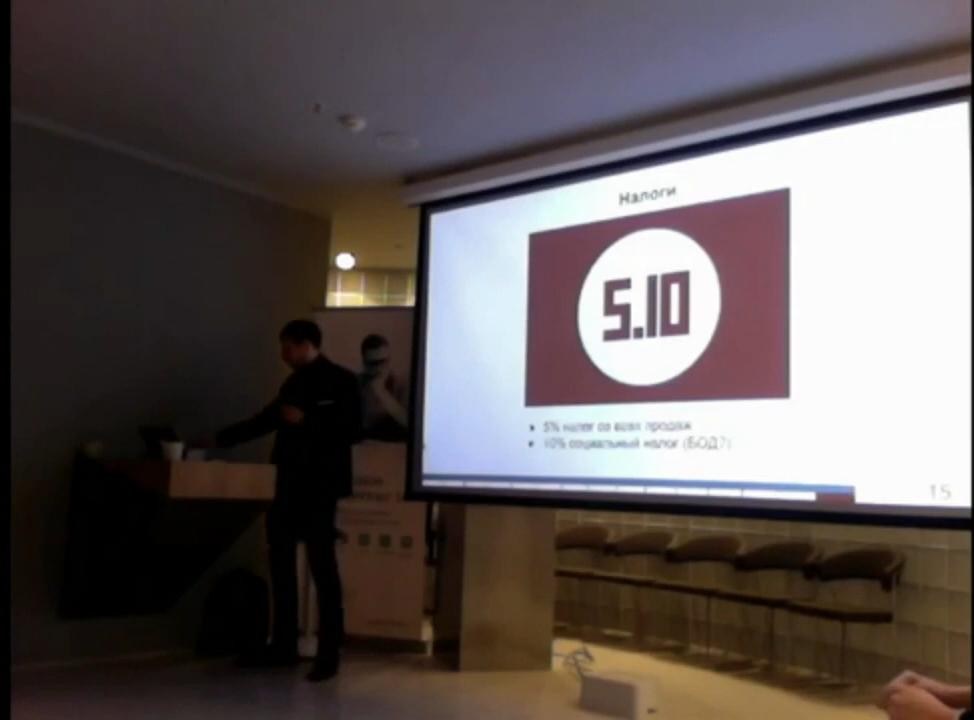 Налоги
5.10
5% налог со всех продаж
10% социальный налог (БОД?)
15